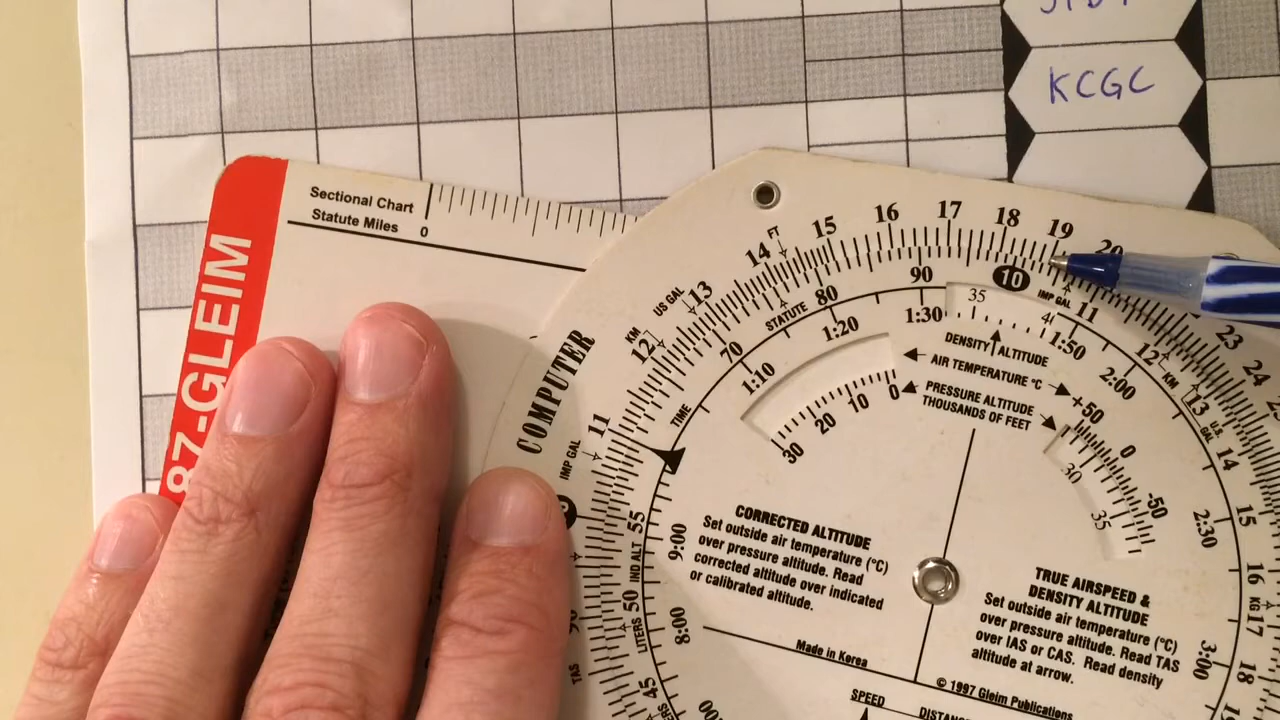 KCGC
Sectional Chart
Statute Miles 0
87-GLEIM
COMPUTER
FT
14 15 16 17 18 19 20
US GAL 13
KM 12
IMP GAL 11
23
24
STATUTE
70 80 90 10 11 12 13 14 15 16 17 18
IMP GAL
KM
U.S. GAL
KG
TIME
1:10 1:20 1:30 1:50 2:00 2:30 3:00
35
DENSITY ALTITUDE
AIR TEMPERATURE °C
PRESSURE ALTITUDE
THOUSANDS OF FEET
30 20 10 0
+50 0 -50
30 35
55
IND ALT
50
LITERS
45
9:00
8:00
90
TAS
CORRECTED ALTITUDE
Set outside air temperature (°C)
over pressure altitude. Read
corrected altitude over indicated
or calibrated altitude.
TRUE AIRSPEED &
DENSITY ALTITUDE
Set outside air temperature (°C)
over pressure altitude. Read TAS
over IAS or CAS. Read density
altitude at arrow.
Made in Korea
© 1997 Gleim Publications
SPEED